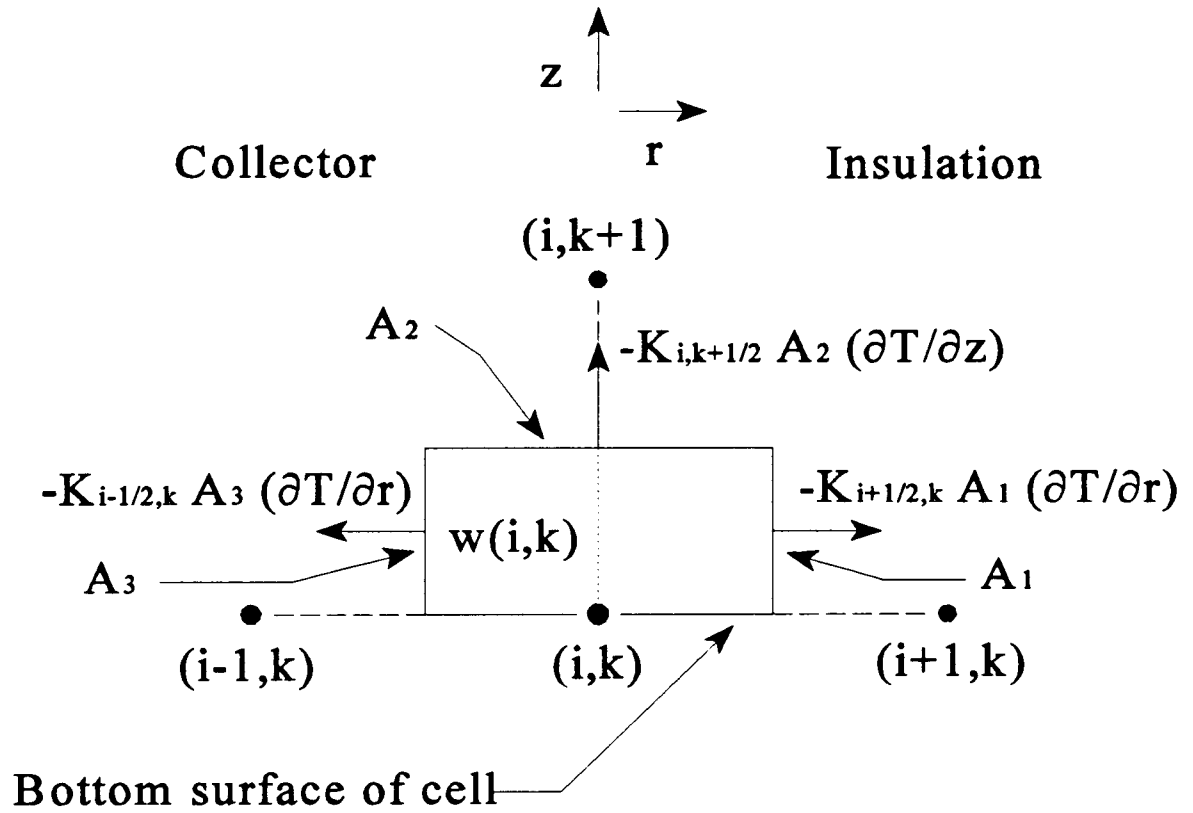 z
r
Collector
Insulation
(i,k+1)
A2
-Ki,k+1/2 A2 (∂T/∂z)
-Ki-1/2,k A3 (∂T/∂r)
-Ki+1/2,k A1 (∂T/∂r)
w(i,k)
A3
A1
(i-1,k)
(i,k)
(i+1,k)
Bottom surface of cell